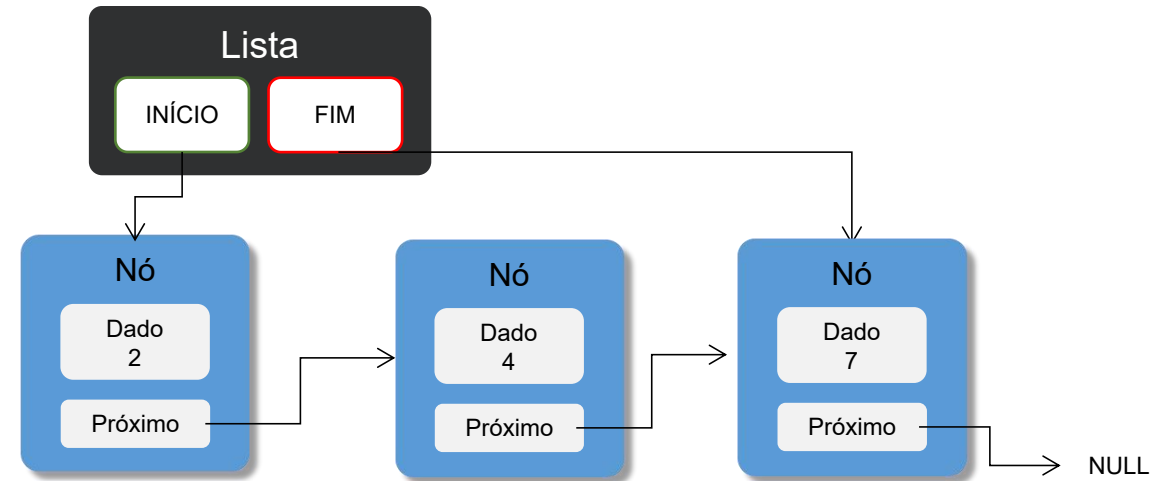 Lista
INÍCIO
FIM
Nó
Dado
2
Próximo
Nó
Dado
4
Próximo
Nó
Dado
7
Próximo
NULL